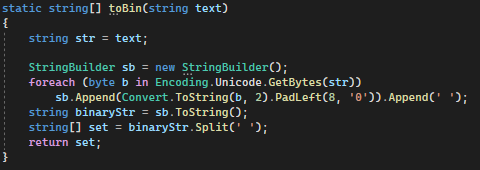 static string[] toBin(string text)
{
    string str = text;

    StringBuilder sb = new StringBuilder();
    foreach (byte b in Encoding.Unicode.GetBytes(str))
        sb.Append(Convert.ToString(b, 2).PadLeft(8, '0')).Append(' ');
    string binaryStr = sb.ToString();
    string[] set = binaryStr.Split(' ');
    return set;
}